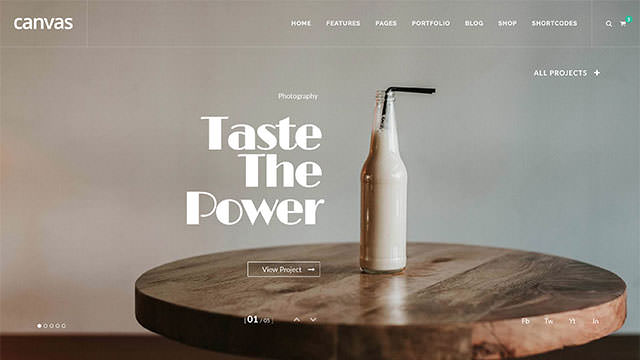 canvas
HOME FEATURES PAGES PORTFOLIO BLOG SHOP SHORTCODES
ALL PROJECTS +
Photography
Taste
The
Power
View Project →
[ 01 / 05 ]
Fb Tw Yt In